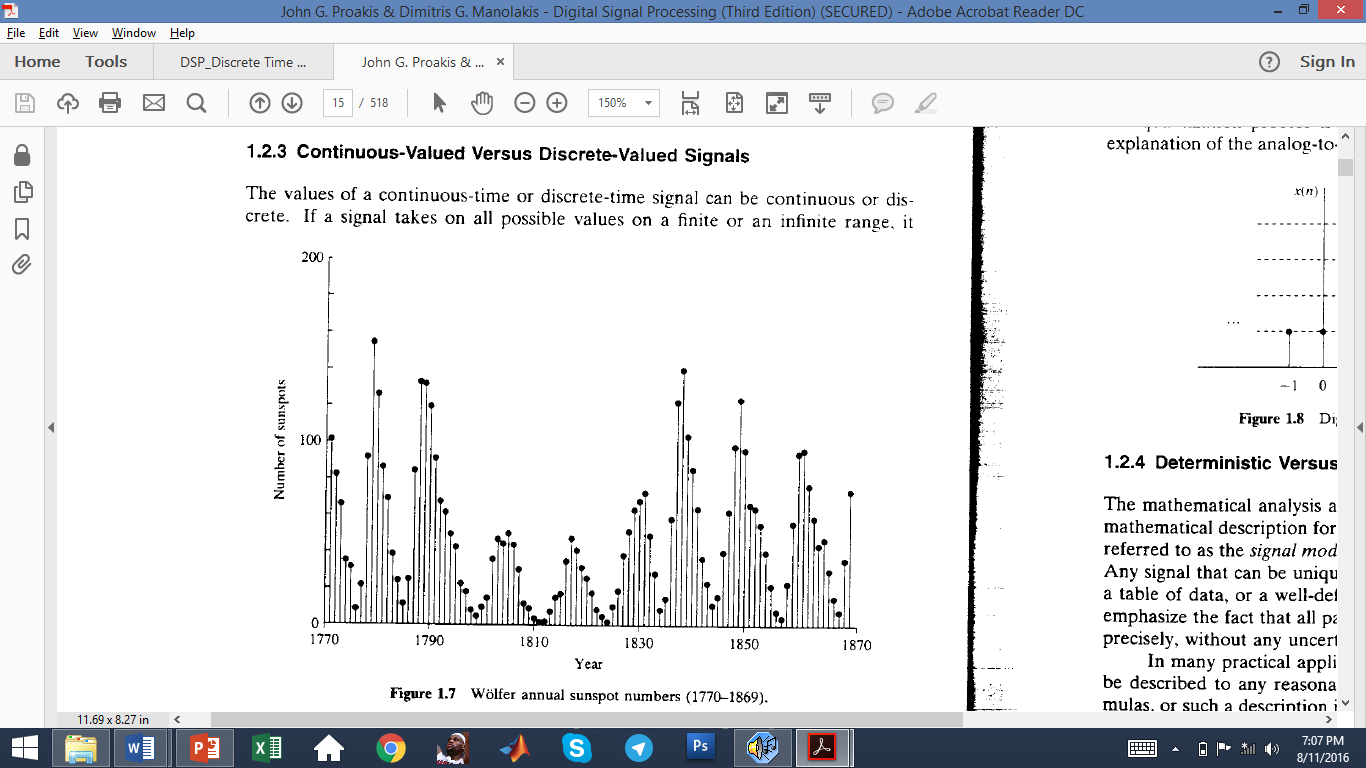 John G. Proakis & Dimitris G. Manolakis - Digital Signal Processing (Third Edition) (SECURED) - Adobe Acrobat Reader DC
File Edit View Window Help
Home Tools DSP_Discrete Time ... John G. Proakis & ... × Sign In
15 / 518 150%
1.2.3 Continuous-Valued Versus Discrete-Valued Signals
The values of a continuous-time or discrete-time signal can be continuous or dis-
crete. If a signal takes on all possible values on a finite or an infinite range, it
200
100
0
Number of sunspots
1770 1790 1810 1830 1850 1870
Year
Figure 1.7 Wölfer annual sunspot numbers (1770–1869).
explanation of the analog-to-
x(n)
...
−1 0
Figure 1.8 Di
1.2.4 Deterministic Versus
The mathematical analysis a
mathematical description for
referred to as the signal mod
Any signal that can be uniqu
a table of data, or a well-def
emphasize the fact that all pa
precisely, without any uncert
In many practical appli
be described to any reasona
mulas, or such a description i
11.69 x 8.27 in
7:07 PM
8/11/2016